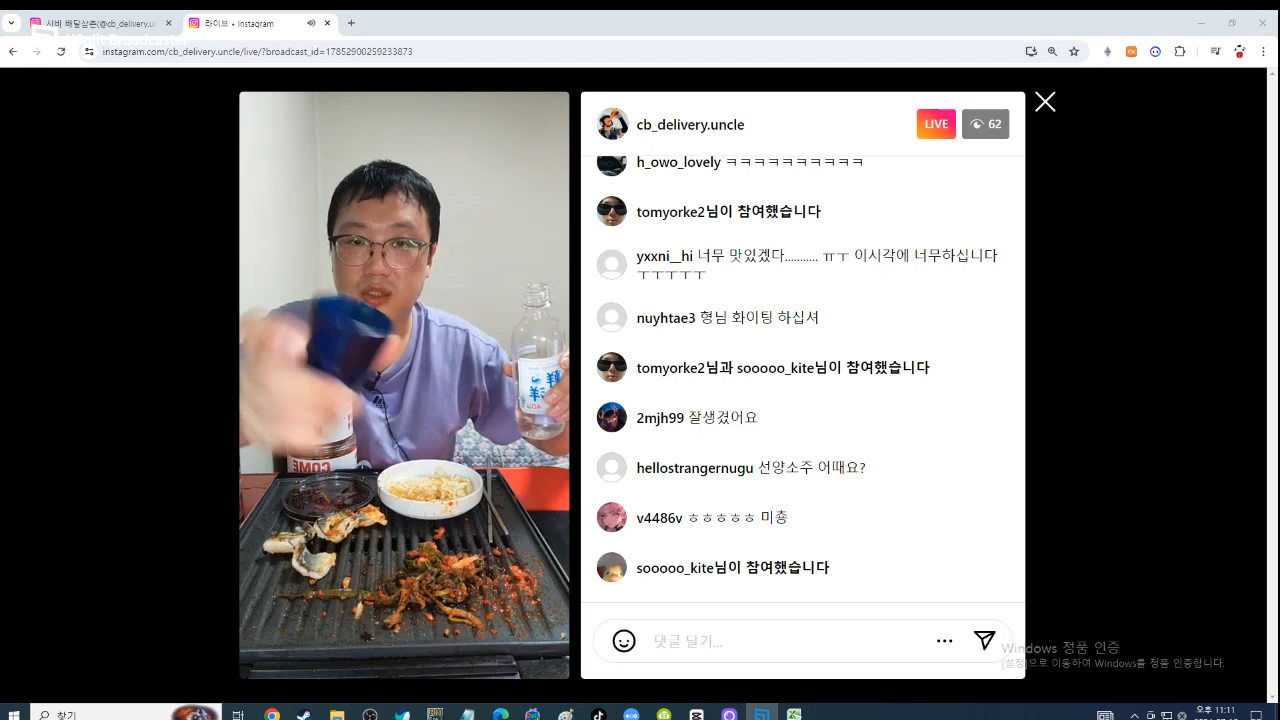 시바 배달삼촌(@cb_delivery.un
라이브 • Instagram
XSplit Broadcaster
instagram.com/cb_delivery.uncle/live/?broadcast_id=17852900259233873
cb_delivery.uncle
LIVE
62
h_owo_lovely ㅋㅋㅋㅋㅋㅋㅋㅋㅋㅋ
tomyorke2님이 참여했습니다
yxxni__hi 너무 맛있겠다........... ㅠㅜ 이시각에 너무하십니다
ㅜㅜㅜㅜㅜ
nuyhtae3 형님 화이팅 하십셔
tomyorke2님과 sooooo_kite님이 참여했습니다
2mjh99 잘생겼어요
hellostrangernugu 선양소주 어때요?
v4486v ㅎㅎㅎㅎㅎ 미춍
sooooo_kite님이 참여했습니다
댓글 달기...
Windows 정품 인증
[설정]으로 이동하여 Windows를 정품 인증합니다.
COME
찾기
오후 11:11